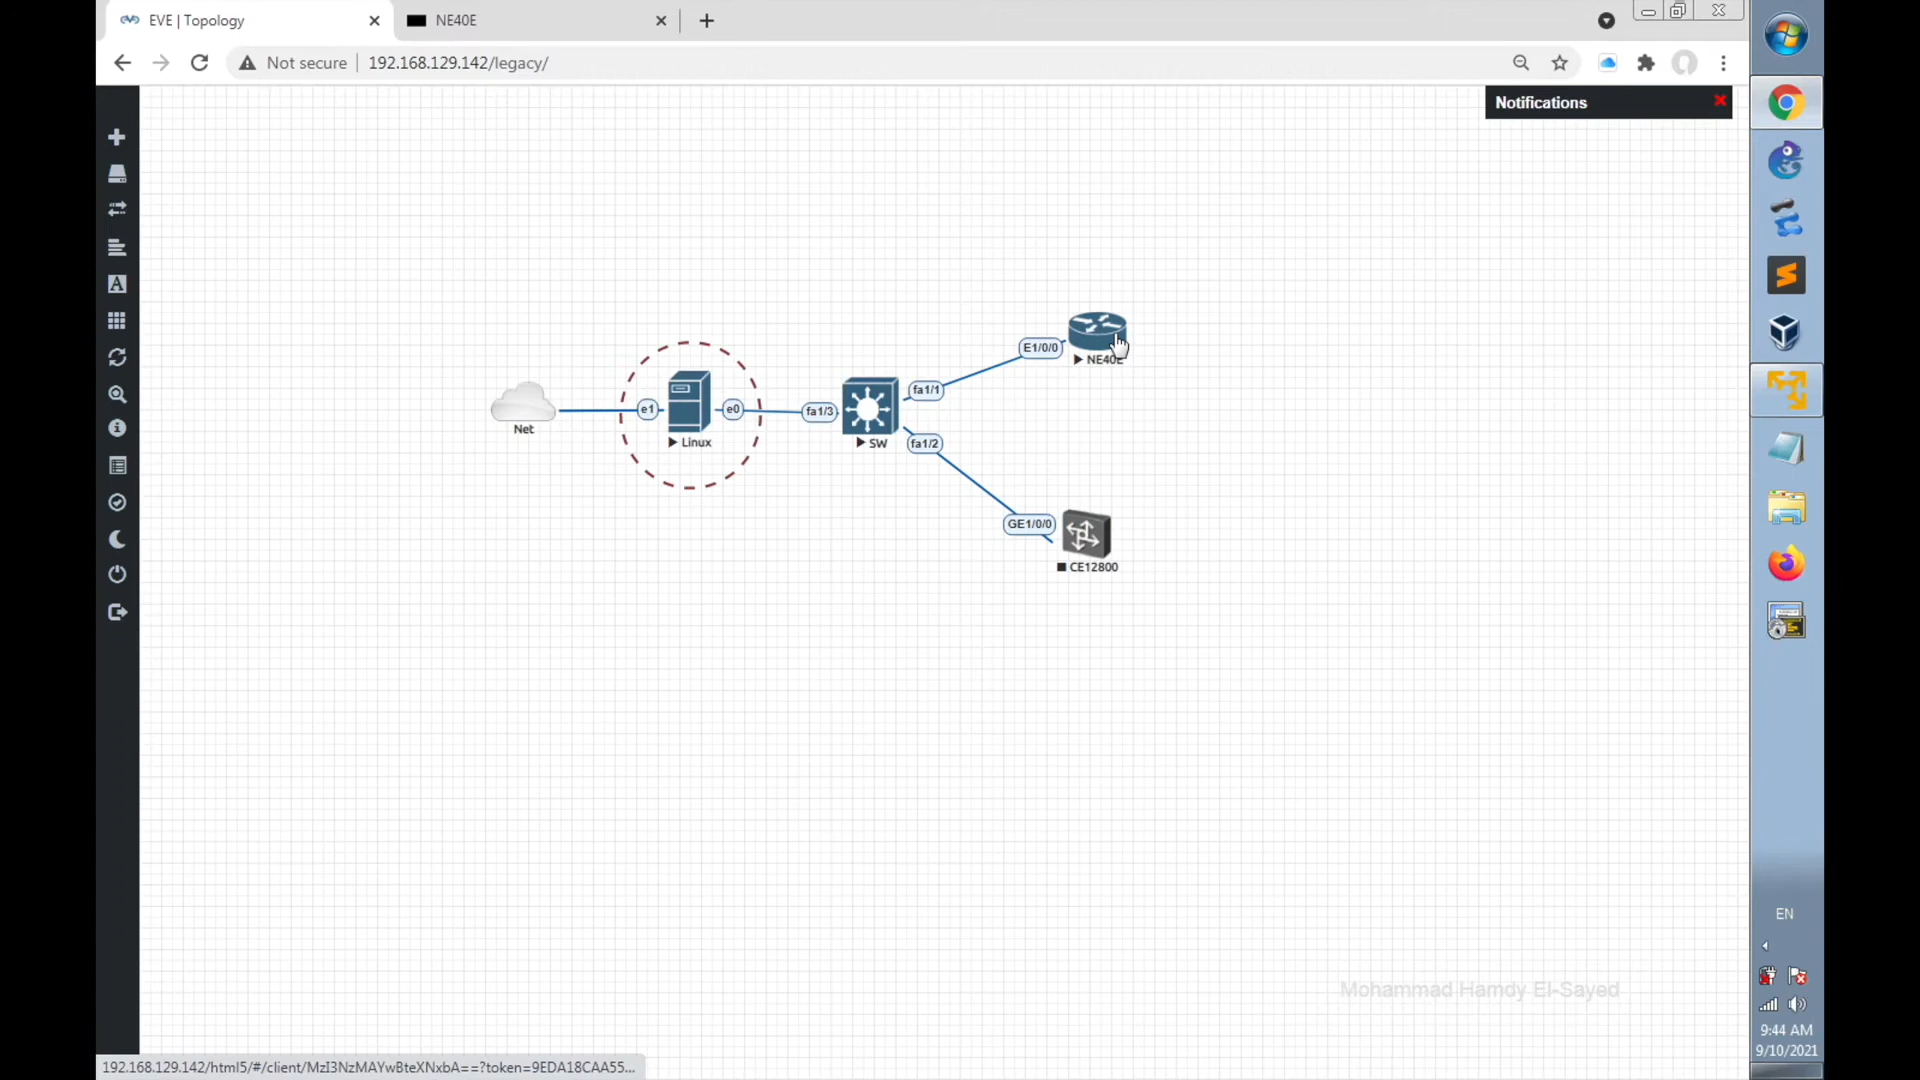 EVE | Topology
NE40E
Not secure
192.168.129.142/legacy/
Notifications
E1/0/0
NE40E
fa1/1
e1
e0
fa1/3
Net
Linux
SW
fa1/2
GE1/0/0
CE12800
EN
Mohammad Hamdy El-Sayed
9:44 AM
9/10/2021
192.168.129.142/html5/#/client/MzI3NzMAYwBteXNxbA==?token=9EDA18CAA55...